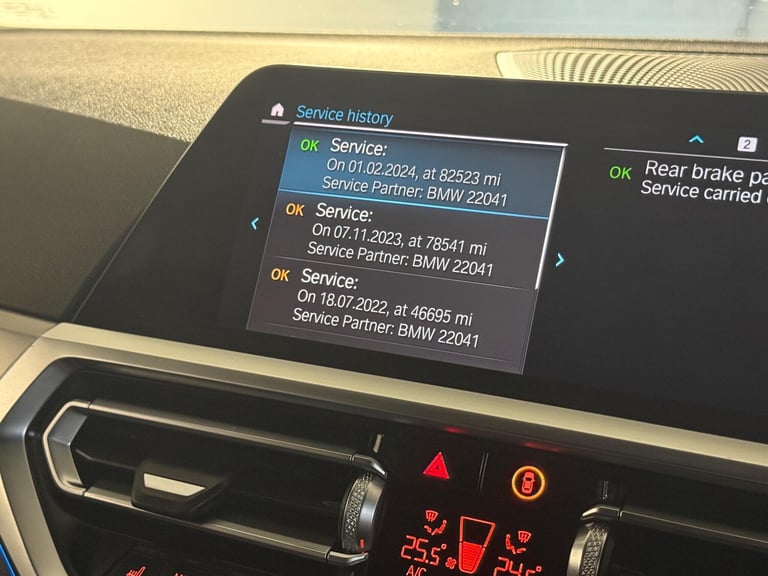 Service history
OK Service:
On 01.02.2024, at 82523 mi
Service Partner: BMW 22041
OK Service:
On 07.11.2023, at 78541 mi
Service Partner: BMW 22041
OK Service:
On 18.07.2022, at 46695 mi
Service Partner: BMW 22041
2
OK Rear brake pa
Service carried
25.5°
A/C